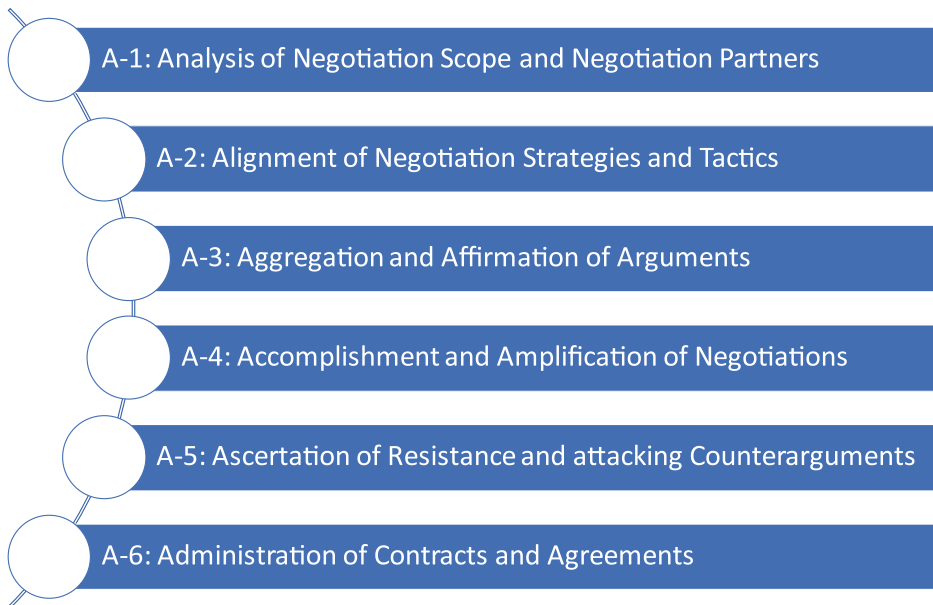 A-1: Analysis of Negotiation Scope and Negotiation Partners
A-2: Alignment of Negotiation Strategies and Tactics
A-3: Aggregation and Affirmation of Arguments
A-4: Accomplishment and Amplification of Negotiations
A-5: Ascertation of Resistance and attacking Counterarguments
A-6: Administration of Contracts and Agreements